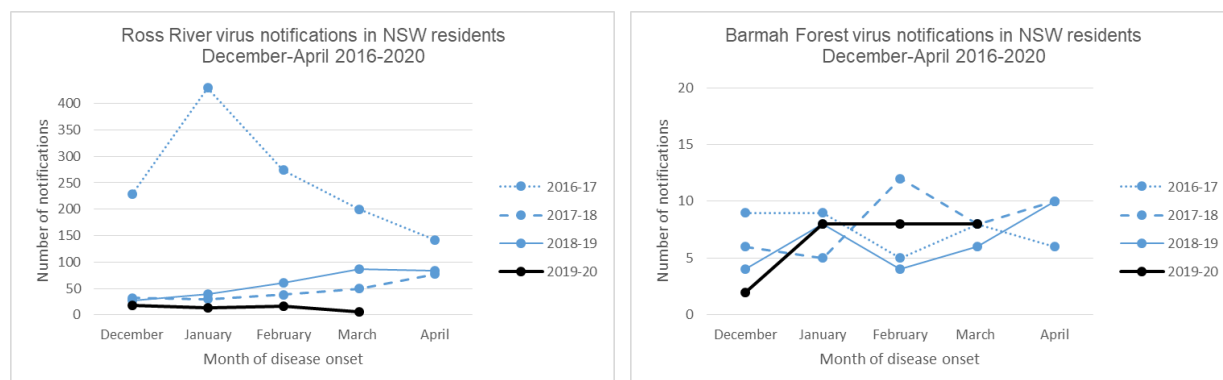 Ross River virus notifications in NSW residents
December-April 2016-2020
Number of notifications
400
350
300
250
200
150
100
50
0
December
January
February
March
April
Month of disease onset
2016-17
2017-18
2018-19
2019-20
Barmah Forest virus notifications in NSW residents
December-April 2016-2020
Number of notifications
20
15
10
5
0
December
January
February
March
April
Month of disease onset
2016-17
2017-18
2018-19
2019-20